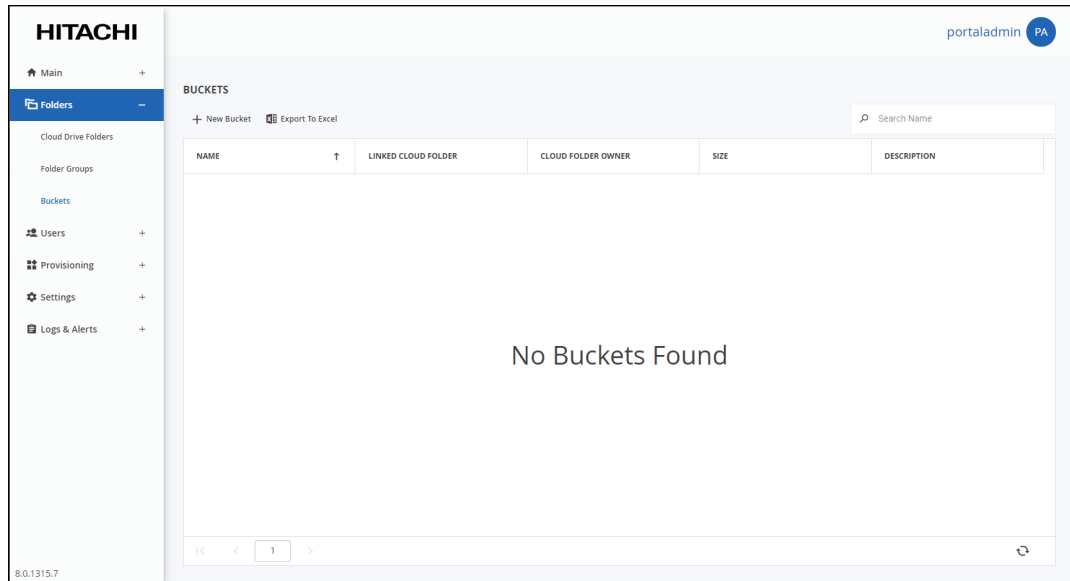 HITACHI
portaladmin PA
Main
Folders
Cloud Drive Folders
Folder Groups
Buckets
Users
Provisioning
Settings
Logs & Alerts
8.0.1315.7
BUCKETS
New Bucket Export To Excel Search Name
NAME LINKED CLOUD FOLDER CLOUD FOLDER OWNER SIZE DESCRIPTION
No Buckets Found
1